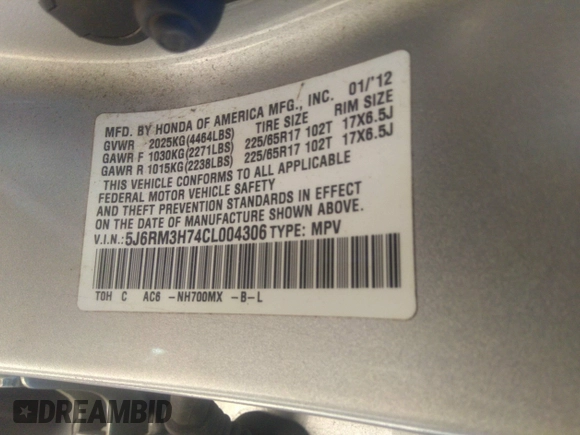 MFD. BY HONDA OF AMERICA MFG., INC. 01/'12
GVWR 2025KG(4464LBS) TIRE SIZE RIM SIZE
GAWR F 1030KG(2271LBS) 225/65R17 102T 17X6.5J
GAWR R 1015KG(2238LBS) 225/65R17 102T 17X6.5J
THIS VEHICLE CONFORMS TO ALL APPLICABLE
FEDERAL MOTOR VEHICLE SAFETY
AND THEFT PREVENTION STANDARDS IN EFFECT
ON THE DATE OF MANUFACTURE SHOWN ABOVE.
V.I.N.: 5J6RM3H74CL004306 TYPE: MPV
TOH C AC6 -NH700MX -B-L
DREAMBID